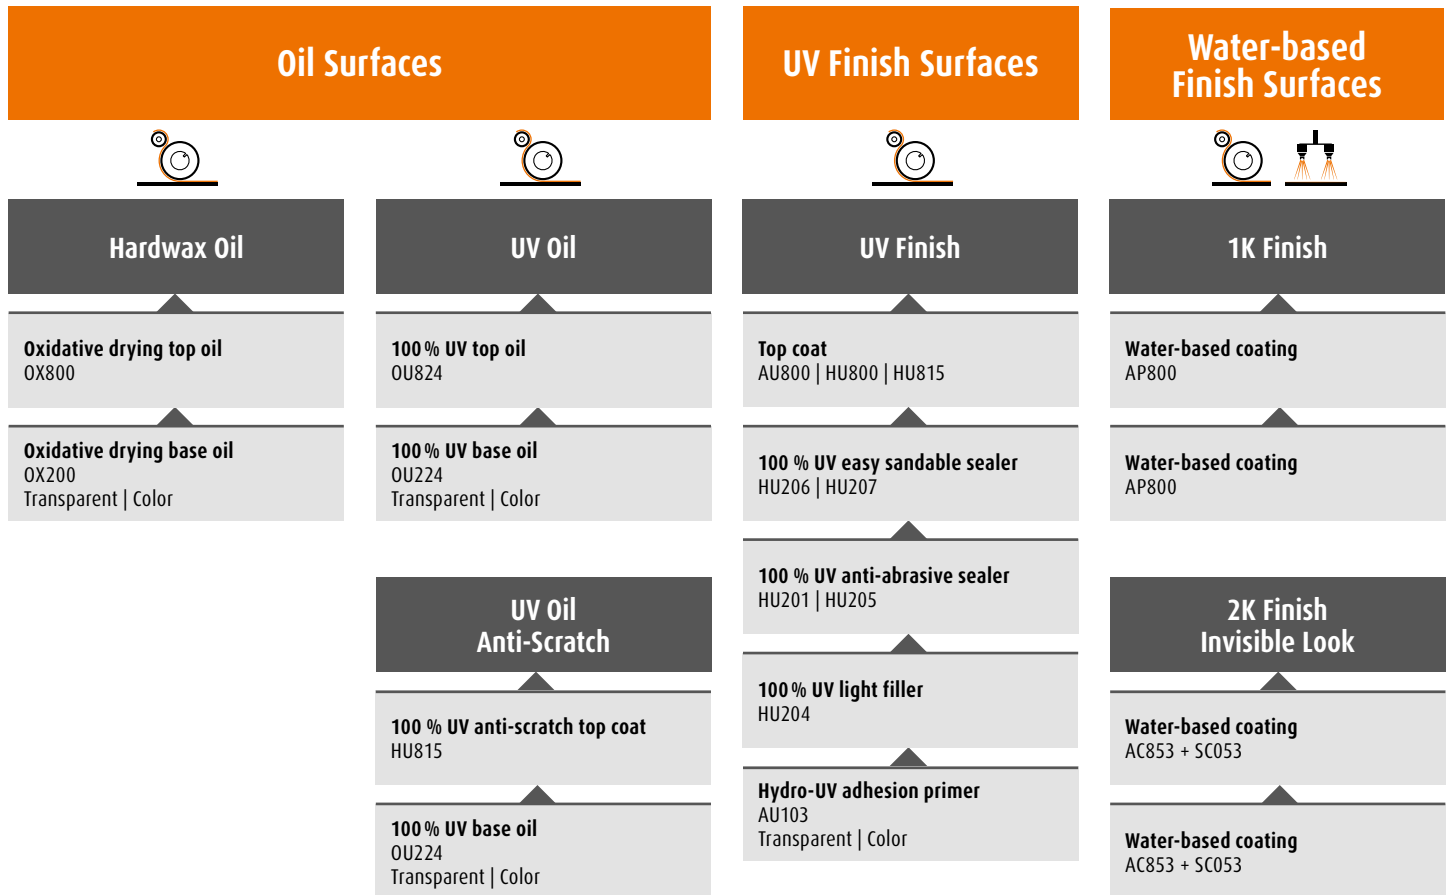 Oil Surfaces
Hardwax Oil
Oxidative drying top oil
OX800
Oxidative drying base oil
OX200
Transparent | Color
UV Oil
100 % UV top oil
OU824
100 % UV base oil
OU224
Transparent | Color
UV Oil
Anti-Scratch
100 % UV anti-scratch top coat
HU815
100 % UV base oil
OU224
Transparent | Color
UV Finish Surfaces
UV Finish
Top coat
AU800 | HU800 | HU815
100 % UV easy sandable sealer
HU206 | HU207
100 % UV anti-abrasive sealer
HU201 | HU205
100 % UV light filler
HU204
Hydro-UV adhesion primer
AU103
Transparent | Color
Water-based
Finish Surfaces
1K Finish
Water-based coating
AP800
Water-based coating
AP800
2K Finish
Invisible Look
Water-based coating
AC853 + SC053
Water-based coating
AC853 + SC053